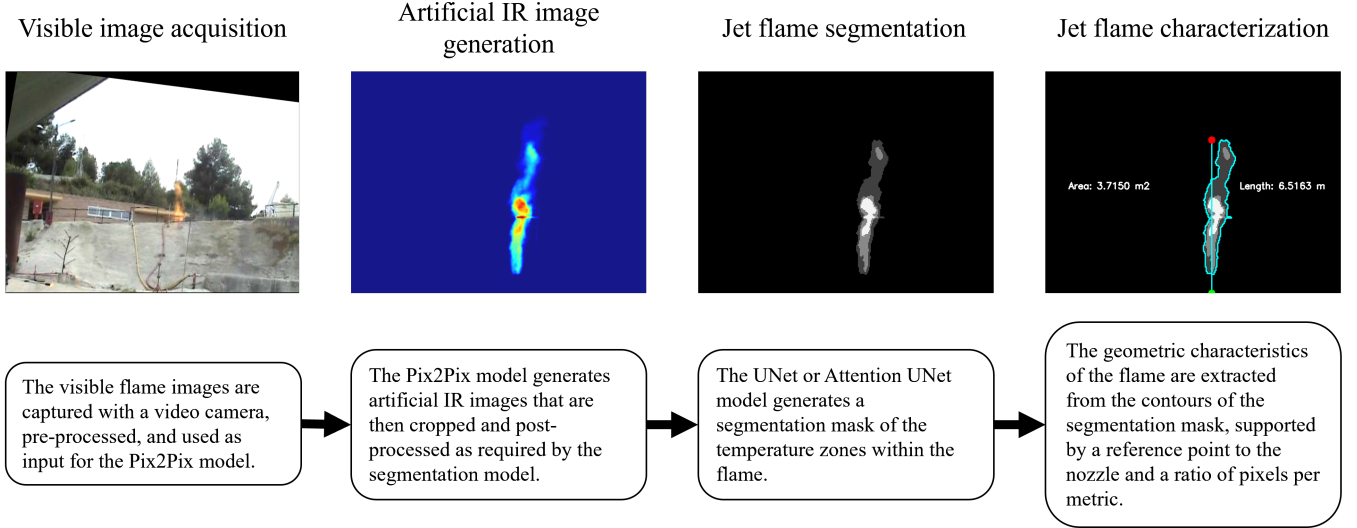 Visible image acquisition
Artificial IR image
generation
Jet flame segmentation
Jet flame characterization
Area: 3.7150 m2
Length: 6.5163 m
The visible flame images are
captured with a video camera,
pre-processed, and used as
input for the Pix2Pix model.
The Pix2Pix model generates
artificial IR images that are
then cropped and post-
processed as required by the
segmentation model.
The UNet or Attention UNet
model generates a
segmentation mask of the
temperature zones within the
flame.
The geometric characteristics
of the flame are extracted
from the contours of the
segmentation mask, supported
by a reference point to the
nozzle and a ratio of pixels per
metric.